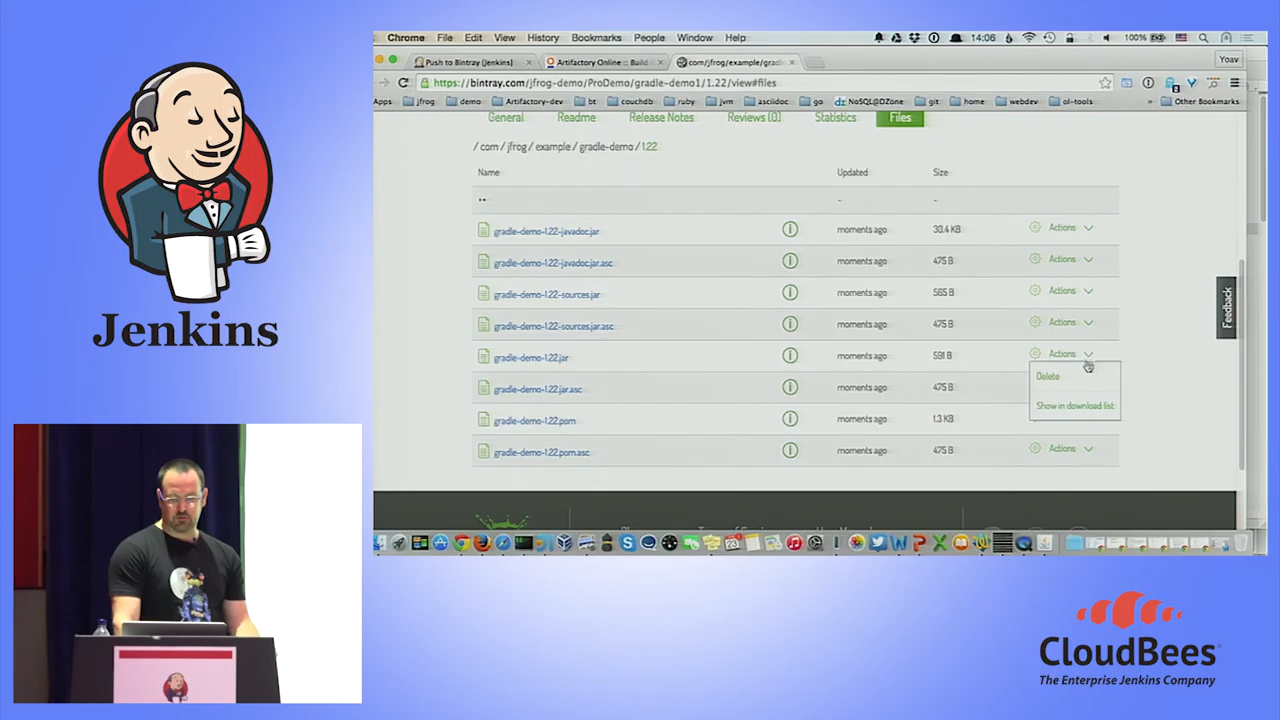 Chrome File Edit View History Bookmarks People Window Help 14:06 100%
Push to Bintray [Jenkins] Artifactory Online :: Build com/jfrog/example/grad Yoav
https://bintray.com/jfrog-demo/ProDemo/gradle-demo1/1.22/view#files
Apps jfrog demo Artifactory-dev bt couchdb ruby jvm asciidoc go NoSQL@DZone git home webdev ol-tools » Other Bookmarks
General Readme Release Notes Reviews (0) Statistics Files
/ com / jfrog / example / gradle-demo / 1.22
Name Updated Size
.. - -
gradle-demo-1.22-javadoc.jar moments ago 30.4 KB Actions
gradle-demo-1.22-javadoc.jar.asc moments ago 475 B Actions
gradle-demo-1.22-sources.jar moments ago 565 B Actions
gradle-demo-1.22-sources.jar.asc moments ago 475 B Actions
gradle-demo-1.22.jar moments ago 591 B Actions
Delete
gradle-demo-1.22.jar.asc moments ago 475 B
Show in download list
gradle-demo-1.22.pom moments ago 1.3 KB
gradle-demo-1.22.pom.asc moments ago 475 B Actions
Feedback
Jenkins
CloudBees
The Enterprise Jenkins Company